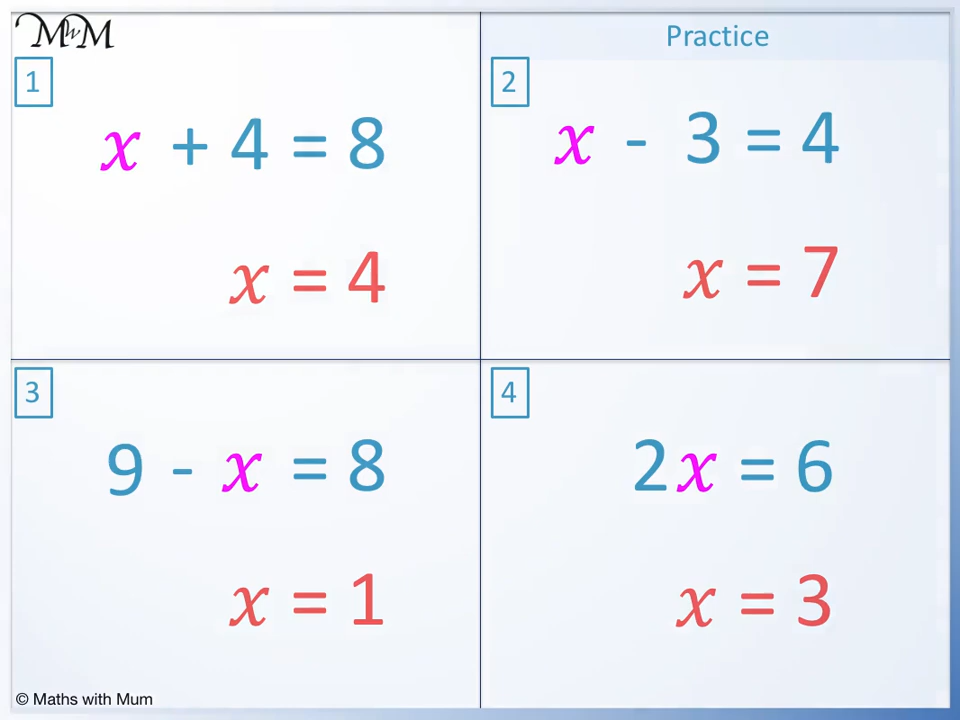 MwM
Practice
1
x + 4 = 8
x = 4
2
x - 3 = 4
x = 7
3
9 - x = 8
x = 1
4
2x = 6
x = 3
© Maths with Mum